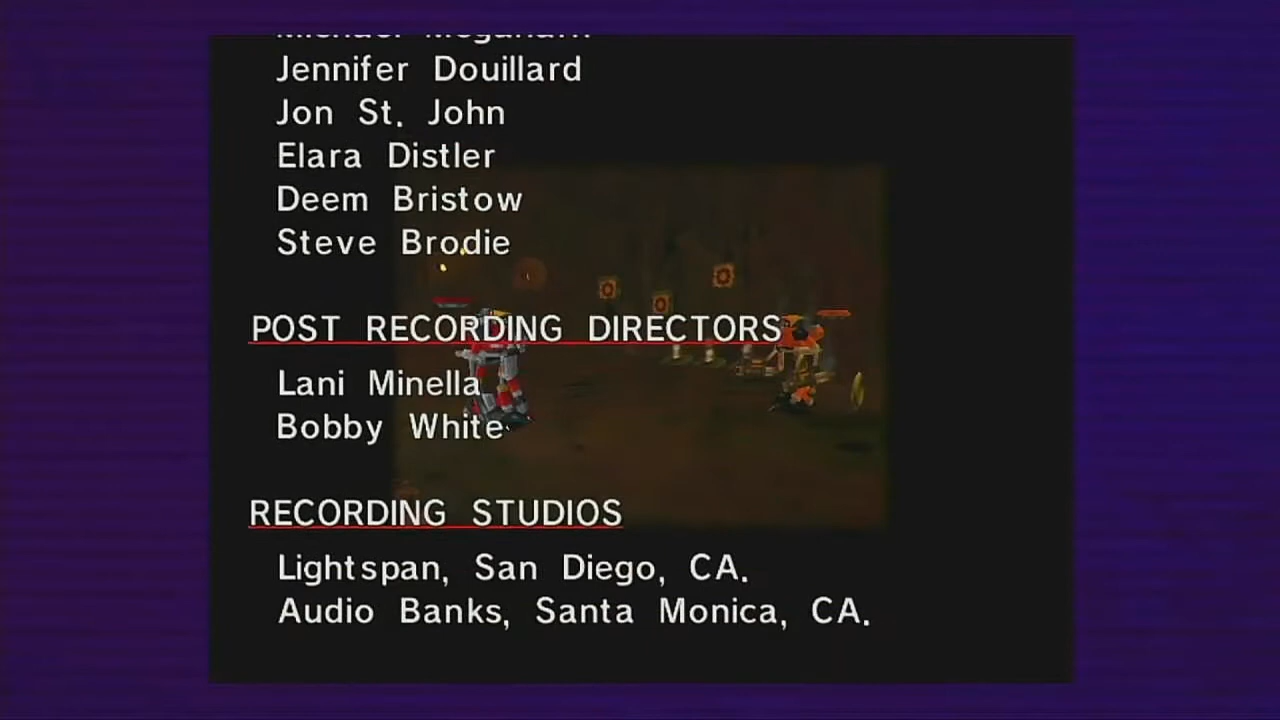 Jennifer Douillard
Jon St. John
Elara Distler
Deem Bristow
Steve Brodie
POST RECORDING DIRECTORS
Lani Minella
Bobby White
RECORDING STUDIOS
Lightspan, San Diego, CA.
Audio Banks, Santa Monica, CA.